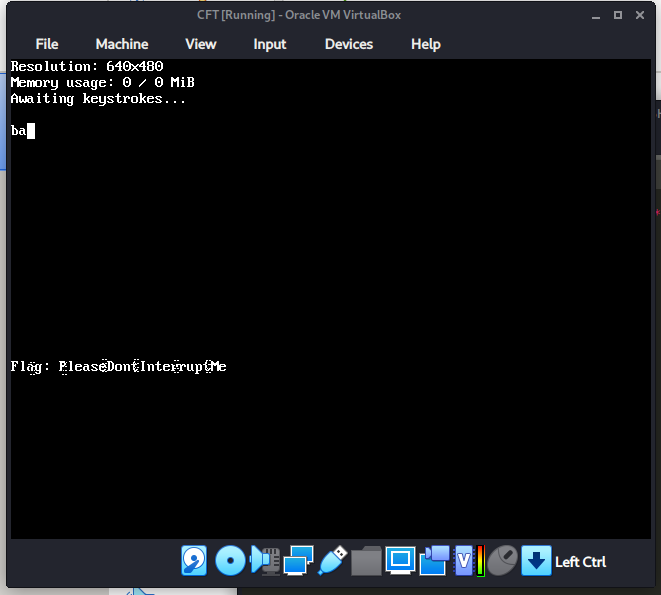 CFT [Running] - Oracle VM VirtualBox
File Machine View Input Devices Help
Resolution: 640x480
Memory usage: 0 / 0 MiB
Awaiting keystrokes...
ba
Flag: PleaseDontInterruptMe
V
Left Ctrl